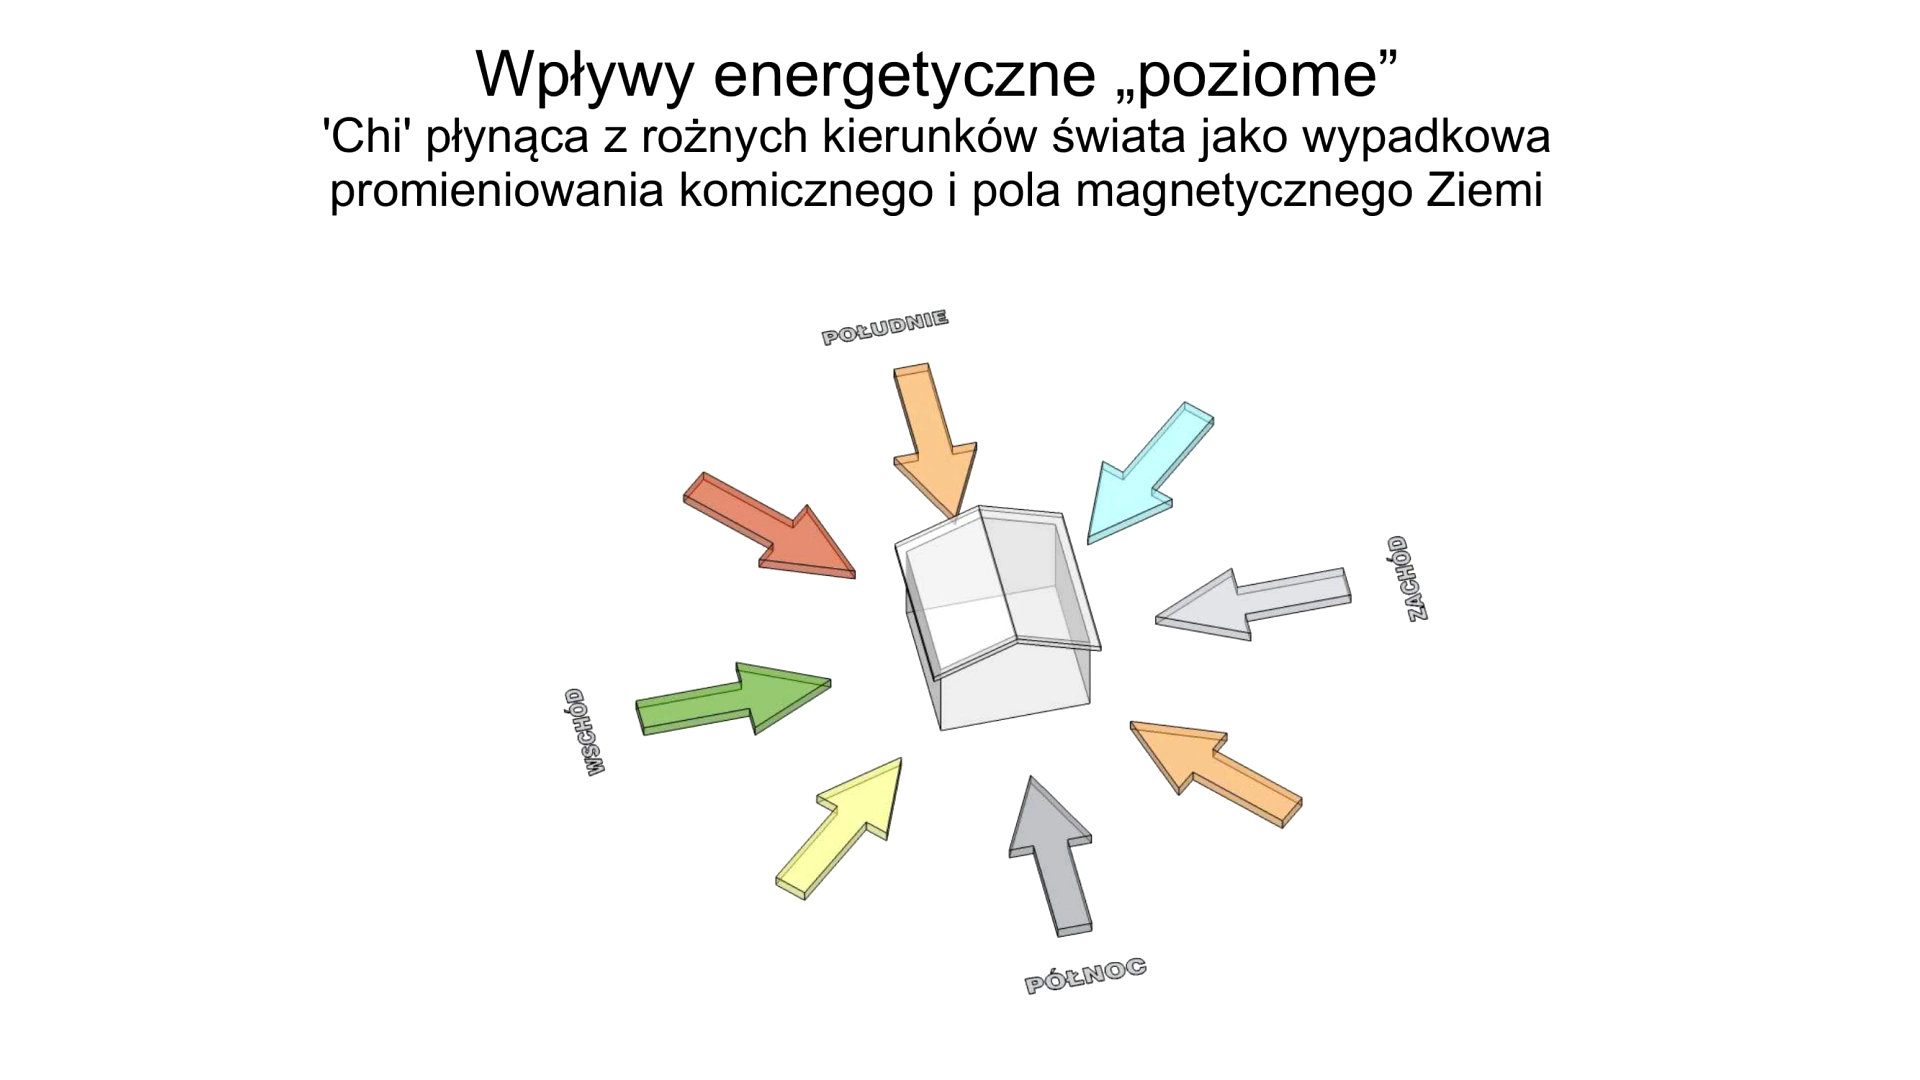 Wpływy energetyczne „poziome”
'Chi' płynąca z rożnych kierunków świata jako wypadkowa
promieniowania komicznego i pola magnetycznego Ziemi
POŁUDNIE
ZACHÓD
WSCHÓD
PÓŁNOC